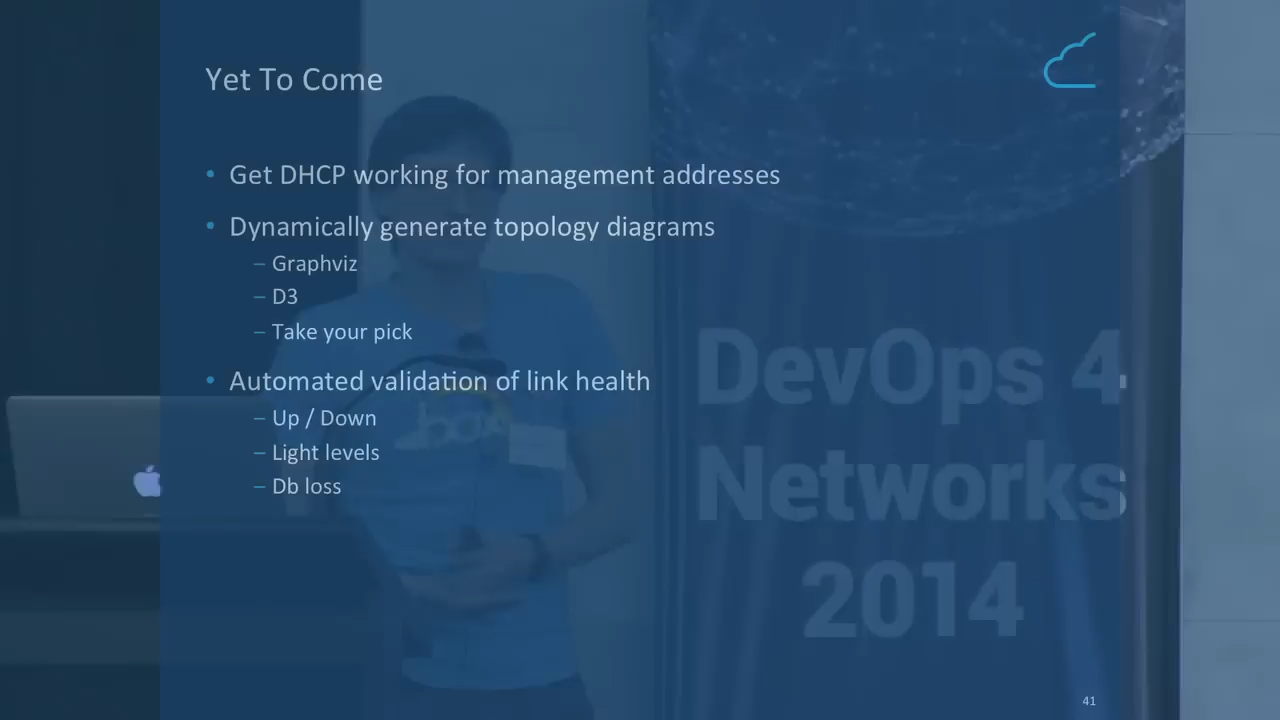 Yet To Come
• Get DHCP working for management addresses
• Dynamically generate topology diagrams
– Graphviz
– D3
– Take your pick
• Automated validation of link health
– Up / Down
– Light levels
– Db loss
box
DevOps 4
Networks
2014
41